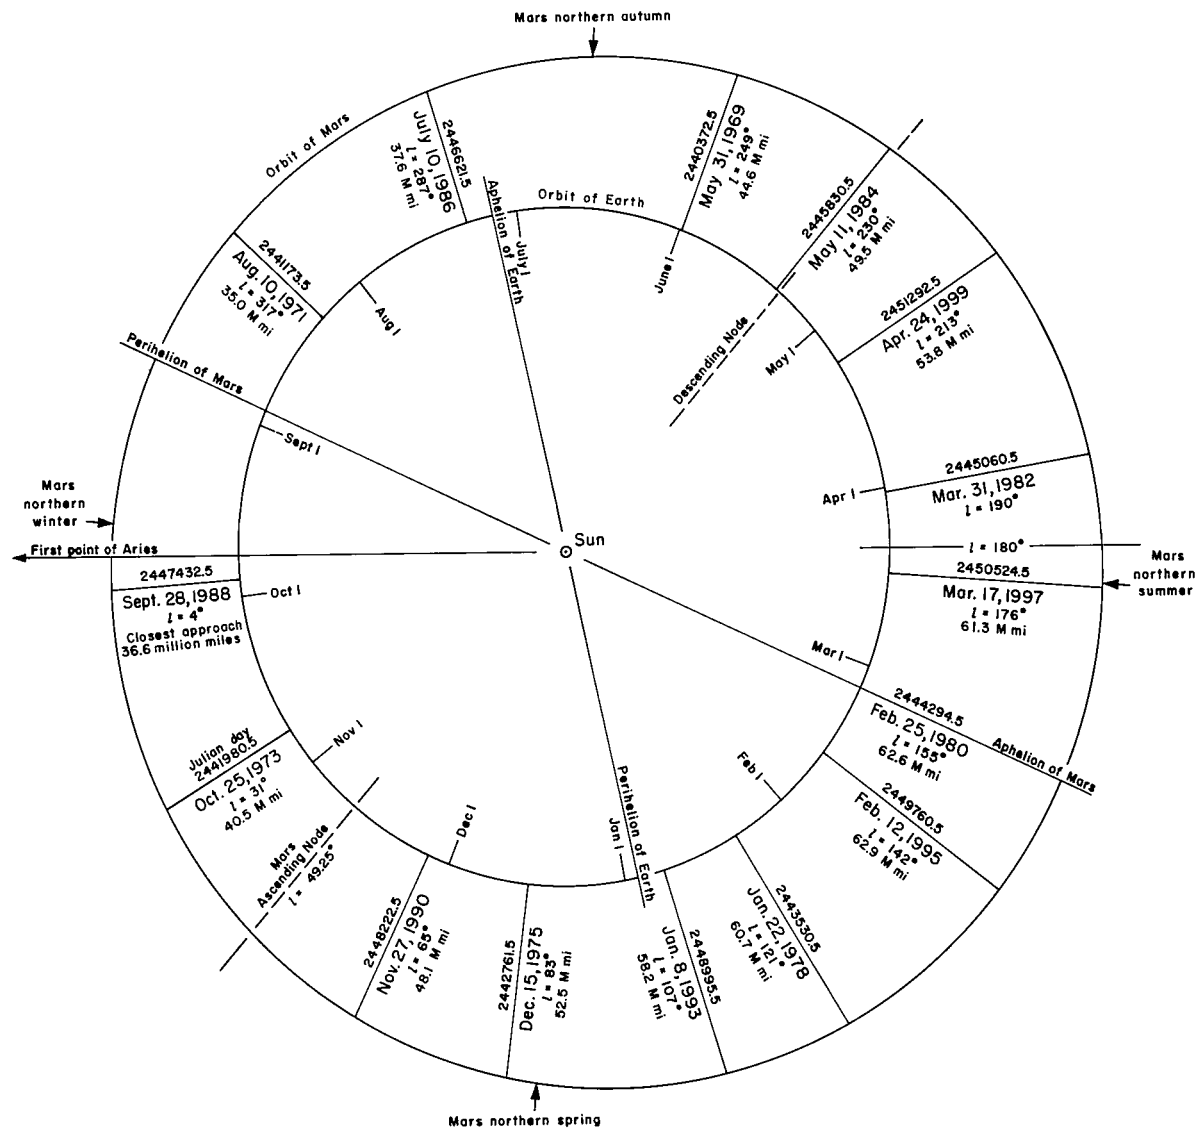 Mars northern autumn
Orbit of Mars
2446621.5
July 10, 1986
l = 287°
37.6 M mi
2440372.5
May 31, 1969
l = 249°
44.6 M mi
Aphelion of Earth
Orbit of Earth
July 1
June 1
2445830.5
May 11, 1984
l = 230°
49.5 M mi
2441173.5
Aug. 10, 1971
l = 317°
35.0 M mi
Aug 1
Descending Node
May 1
2451292.5
Apr. 24, 1999
l = 213°
53.8 M mi
Perihelion of Mars
Sept 1
2445060.5
Mar. 31, 1982
l = 190°
Apr 1
Mars
northern
winter
First point of Aries
Sun
l = 180°
Mars
northern
summer
2450524.5
Mar. 17, 1997
l = 176°
61.3 M mi
2447432.5
Sept. 28, 1988
l = 4°
Closest approach
36.6 million miles
Oct 1
Mar 1
2444294.5
Feb. 25, 1980
l = 155°
62.6 M mi
Aphelion of Mars
Julian day
2441980.5
Oct. 25, 1973
l = 31°
40.5 M mi
Nov 1
Feb 1
2449760.5
Feb. 12, 1995
l = 142°
62.9 M mi
Mars
Ascending Node
l = 49.25°
Dec 1
Jan 1
Perihelion of Earth
2448222.5
Nov. 27, 1990
l = 65°
48.1 M mi
2442761.5
Dec. 15, 1975
l = 83°
52.5 M mi
2448995.5
Jan. 8, 1993
l = 107°
58.2 M mi
2443530.5
Jan. 22, 1978
l = 121°
60.7 M mi
Mars northern spring